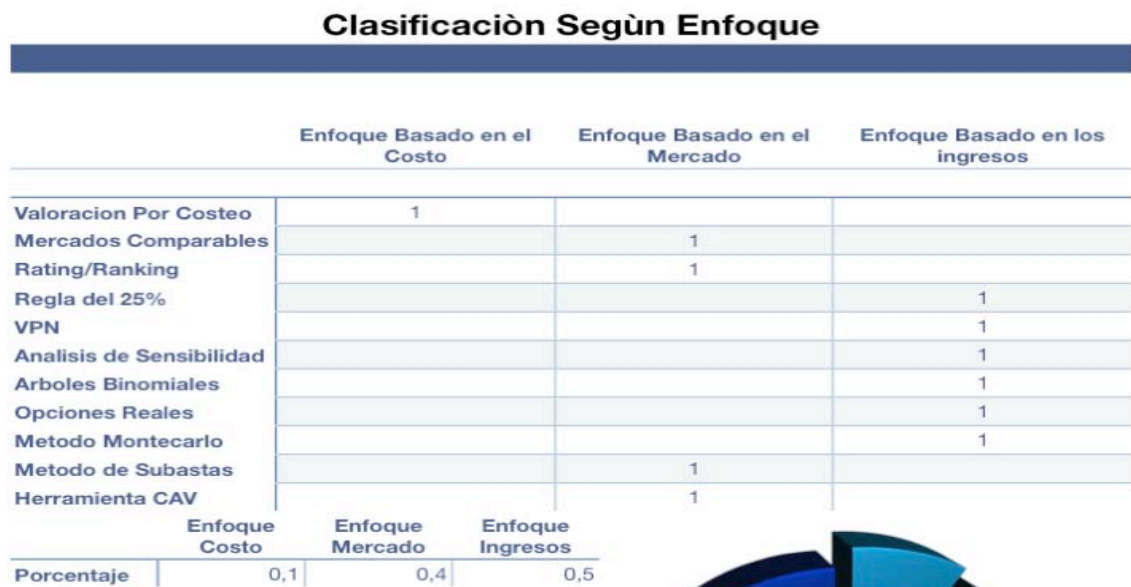 Clasificaciòn Segùn Enfoque
Enfoque Basado en el Costo Enfoque Basado en el Mercado Enfoque Basado en los ingresos
Valoracion Por Costeo 1
Mercados Comparables 1
Rating/Ranking 1
Regla del 25% 1
VPN 1
Analisis de Sensibilidad 1
Arboles Binomiales 1
Opciones Reales 1
Metodo Montecarlo 1
Metodo de Subastas 1
Herramienta CAV 1
Enfoque Costo Enfoque Mercado Enfoque Ingresos
Porcentaje 0,1 0,4 0,5